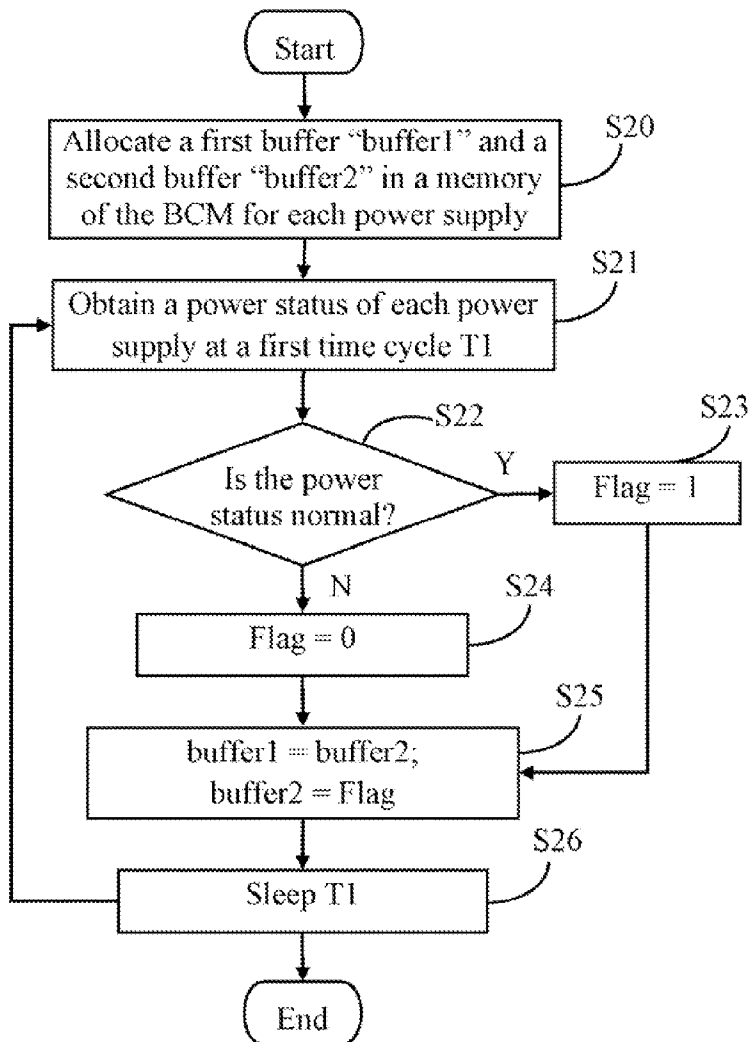 Start
Allocate a first buffer “buffer1” and a
second buffer “buffer2” in a memory
of the BCM for each power supply
S20
S21
Obtain a power status of each power
supply at a first time cycle T1
S22
S23
Is the power
status normal?
Y
Flag = 1
N
S24
Flag = 0
S25
buffer1 = buffer2;
buffer2 = Flag
S26
Sleep T1
End